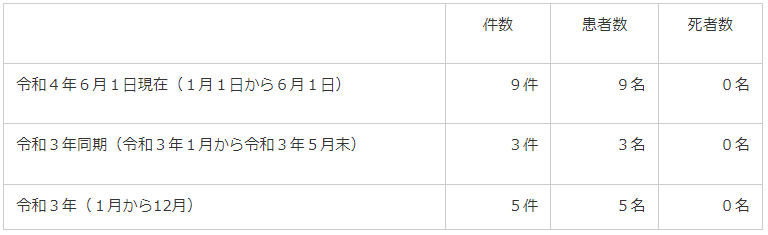 件数 患者数 死者数
令和４年６月１日現在（１月１日から６月１日） ９件 ９名 ０名
令和３年同期（令和３年１月から令和３年５月末） ３件 ３名 ０名
令和３年（１月から12月） ５件 ５名 ０名